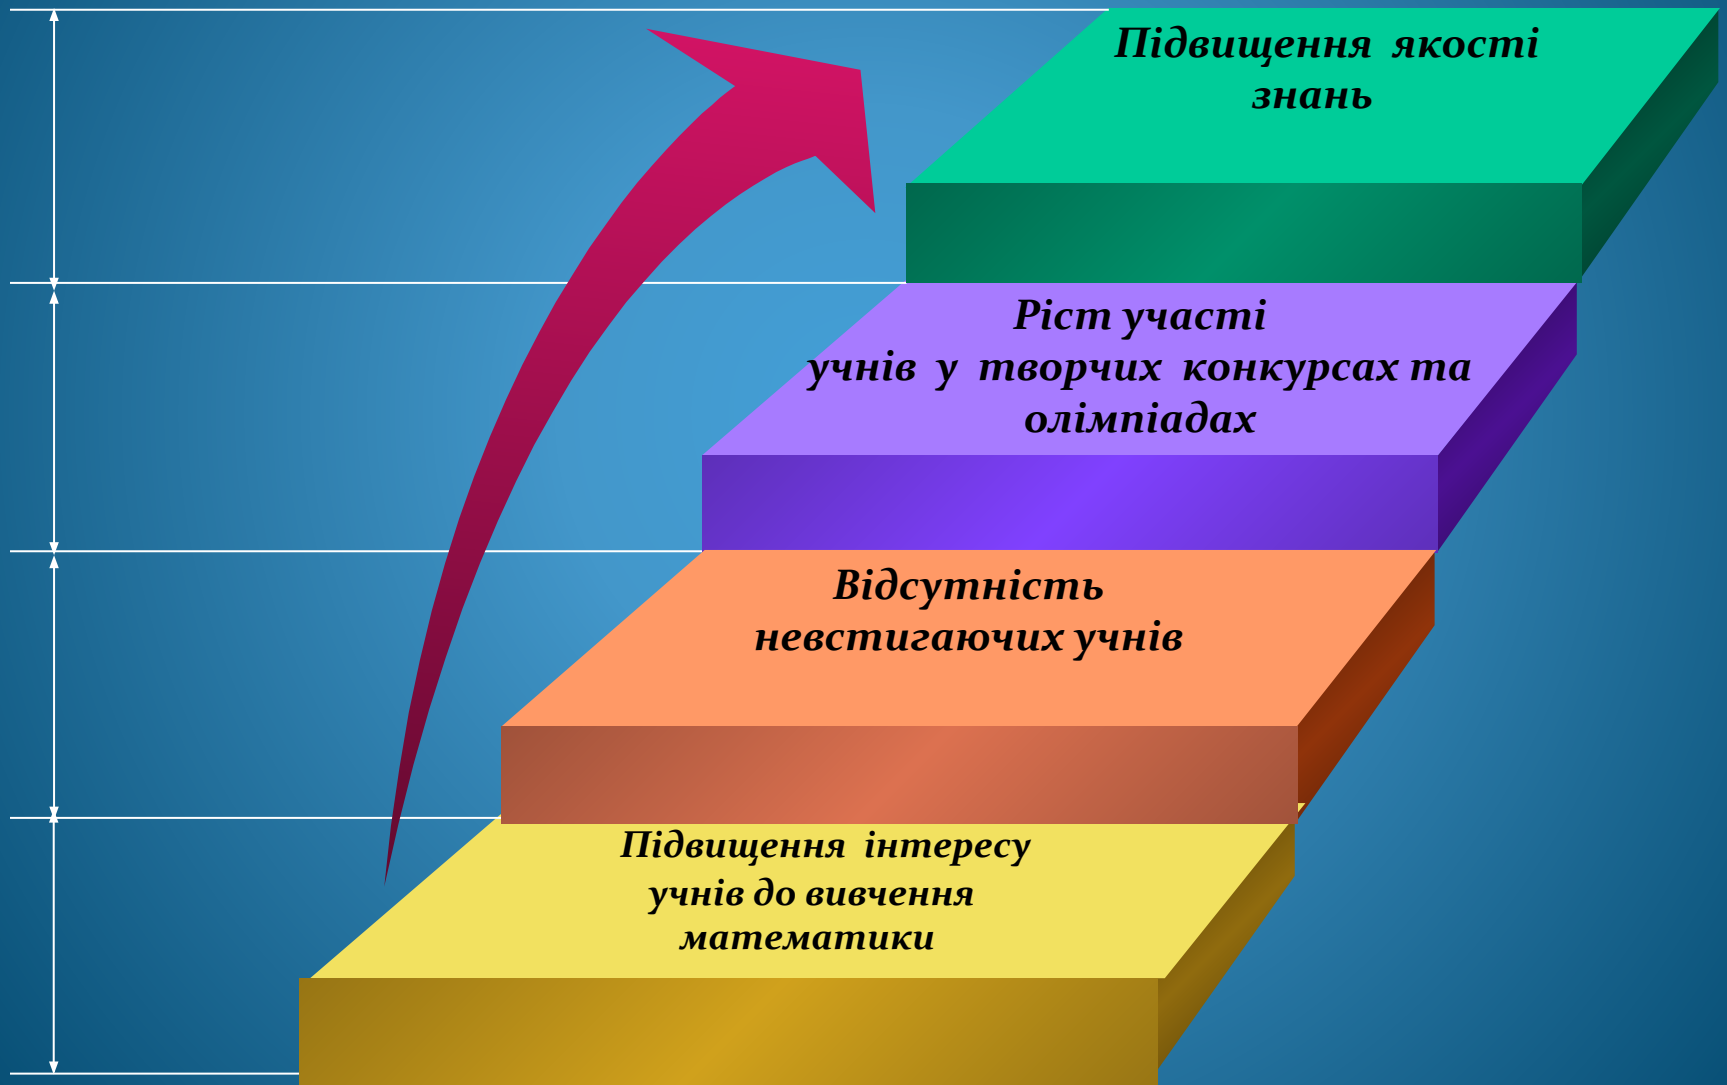 Підвищення якості
знань
Ріст участі
учнів у творчих конкурсах та
олімпіадах
Відсутність
невстигаючих учнів
Підвищення інтересу
учнів до вивчення
математики